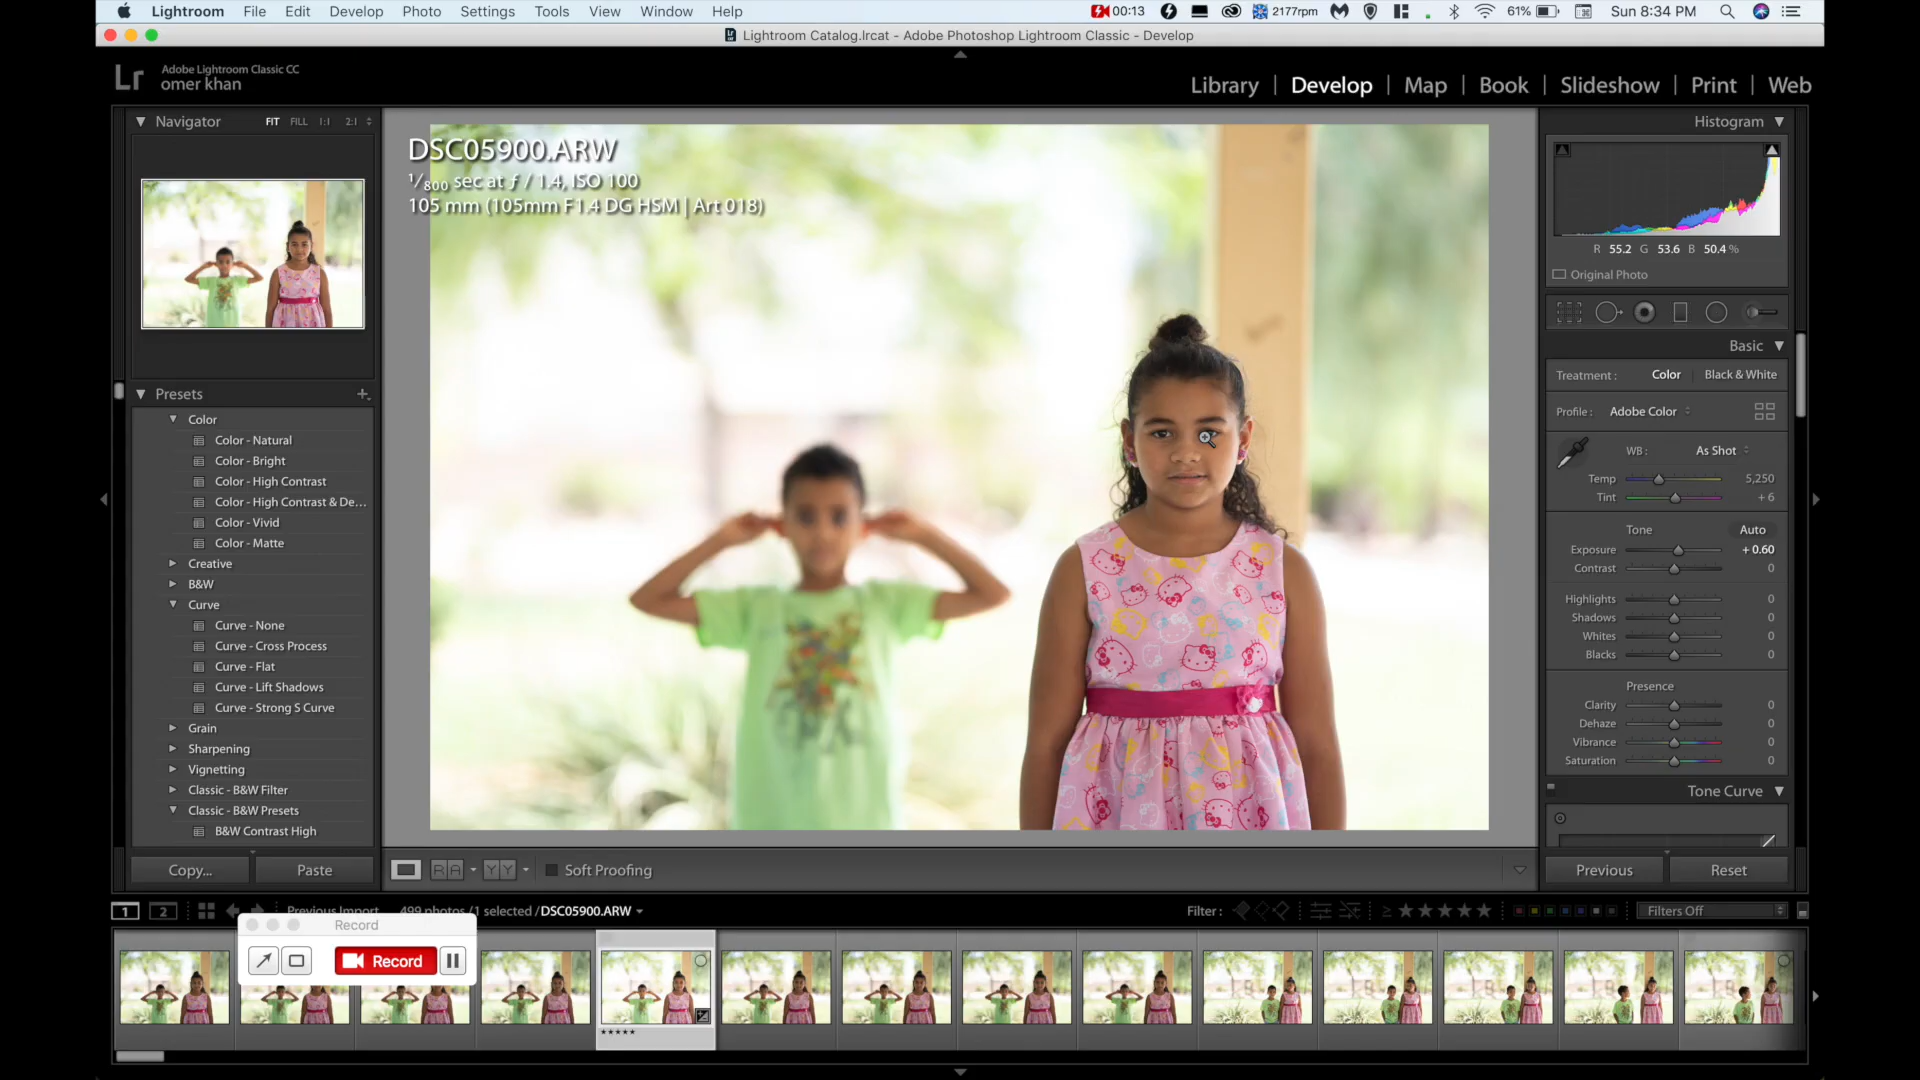 Lightroom File Edit Develop Photo Settings Tools View Window Help 00:13 2177rpm 61% Sun 8:34 PM
Lightroom Catalog.lrcat - Adobe Photoshop Lightroom Classic - Develop
Lr Adobe Lightroom Classic CC
omer khan
Library | Develop | Map | Book | Slideshow | Print | Web
Navigator FIT FILL 1:1 2:1
Presets
Color
Color - Natural
Color - Bright
Color - High Contrast
Color - High Contrast & De...
Color - Vivid
Color - Matte
Creative
B&W
Curve
Curve - None
Curve - Cross Process
Curve - Flat
Curve - Lift Shadows
Curve - Strong S Curve
Grain
Sharpening
Vignetting
Classic - B&W Filter
Classic - B&W Presets
B&W Contrast High
Copy... Paste
DSC05900.ARW
1/800 sec at ƒ / 1.4, ISO 100
105 mm (105mm F1.4 DG HSM | Art 018)
Histogram
R 55.2 G 53.6 B 50.4 %
Original Photo
Basic
Treatment : Color Black & White
Profile : Adobe Color
WB : As Shot
Temp 5,250
Tint + 6
Tone Auto
Exposure + 0.60
Contrast 0
Highlights 0
Shadows 0
Whites 0
Blacks 0
Presence
Clarity 0
Dehaze 0
Vibrance 0
Saturation 0
Tone Curve
Previous Reset
R A Y Y Soft Proofing
1 2 Previous Import 499 photos / 1 selected / DSC05900.ARW
Filter : ≥ ★★★★★ Filters Off
Record
Record
★★★★★